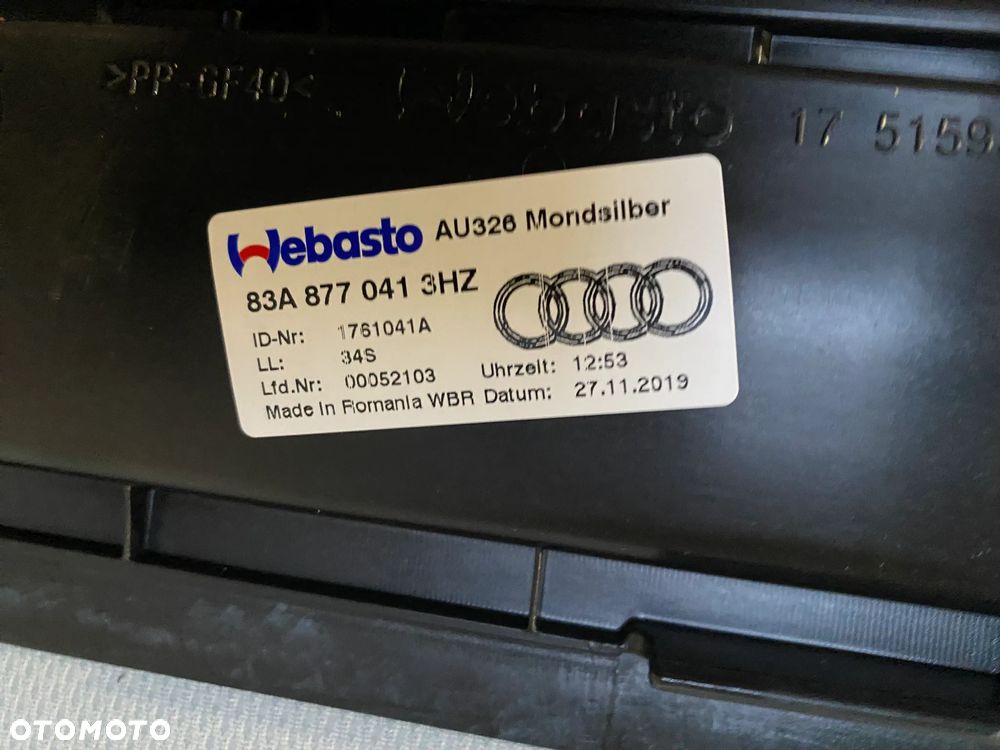 >PP-GF40<
Webasto 17 5159
Webasto AU326 Mondsilber
83A 877 041 3HZ
ID-Nr: 1761041A
LL: 34S
Lfd.Nr: 00052103 Uhrzeit: 12:53
Made in Romania WBR Datum: 27.11.2019
OTOMOTO